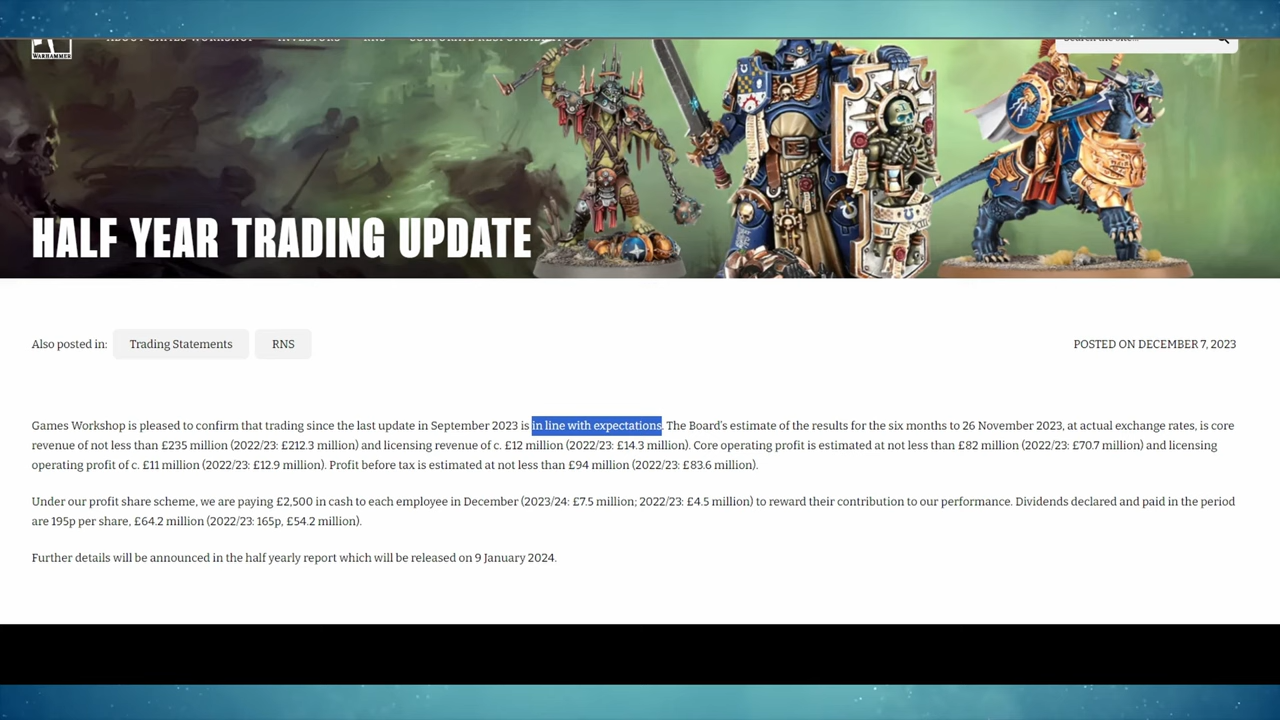 WARHAMMER
HALF YEAR TRADING UPDATE
Also posted in: Trading Statements RNS POSTED ON DECEMBER 7, 2023
Games Workshop is pleased to confirm that trading since the last update in September 2023 is in line with expectations. The Board's estimate of the results for the six months to 26 November 2023, at actual exchange rates, is core
revenue of not less than £235 million (2022/23: £212.3 million) and licensing revenue of c. £12 million (2022/23: £14.3 million). Core operating profit is estimated at not less than £82 million (2022/23: £70.7 million) and licensing
operating profit of c. £11 million (2022/23: £12.9 million). Profit before tax is estimated at not less than £94 million (2022/23: £83.6 million).
Under our profit share scheme, we are paying £2,500 in cash to each employee in December (2023/24: £7.5 million; 2022/23: £4.5 million) to reward their contribution to our performance. Dividends declared and paid in the period
are 195p per share, £64.2 million (2022/23: 165p, £54.2 million).
Further details will be announced in the half yearly report which will be released on 9 January 2024.